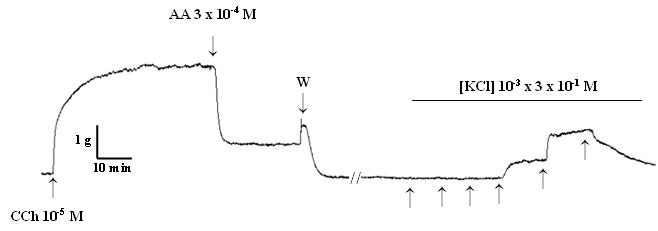 AA 3 x 10⁻⁴ M
W
[KCl] 10⁻³ x 3 x 10⁻¹ M
1 g
10 min
//
CCh 10⁻⁵ M